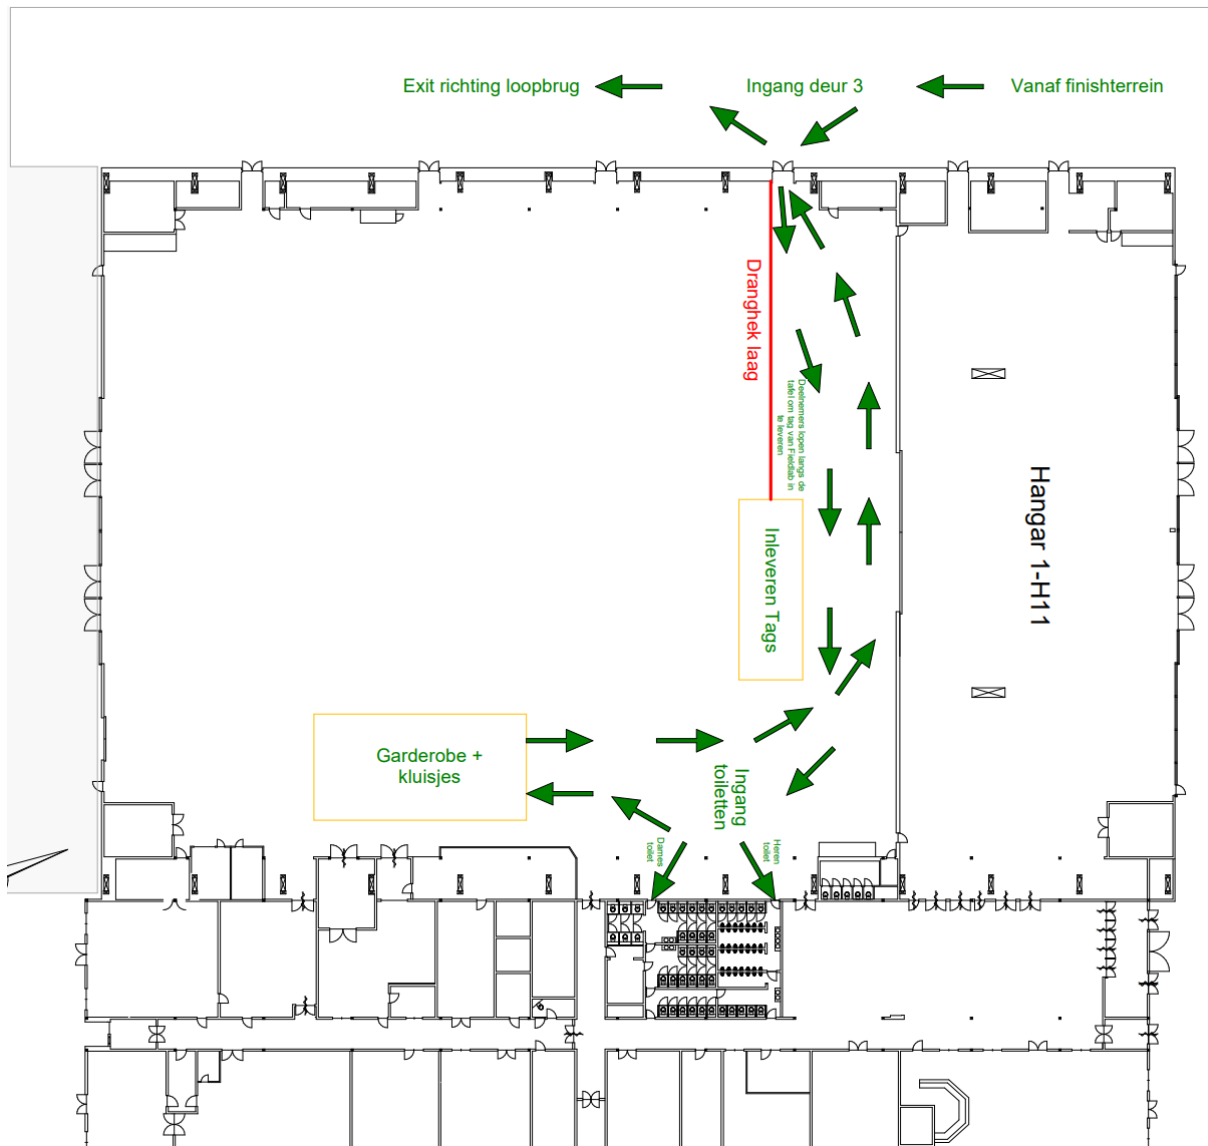 Exit richting loopbrug
Ingang deur 3
Vanaf finishterrein
Dranghek laag
Deelnemers lopen langs de
tafel om tag van Fieldlab in
te leveren
Hangar 1-H11
Inleveren Tags
Garderobe +
kluisjes
Ingang
toiletten
Dames
toilet
Heren
toilet